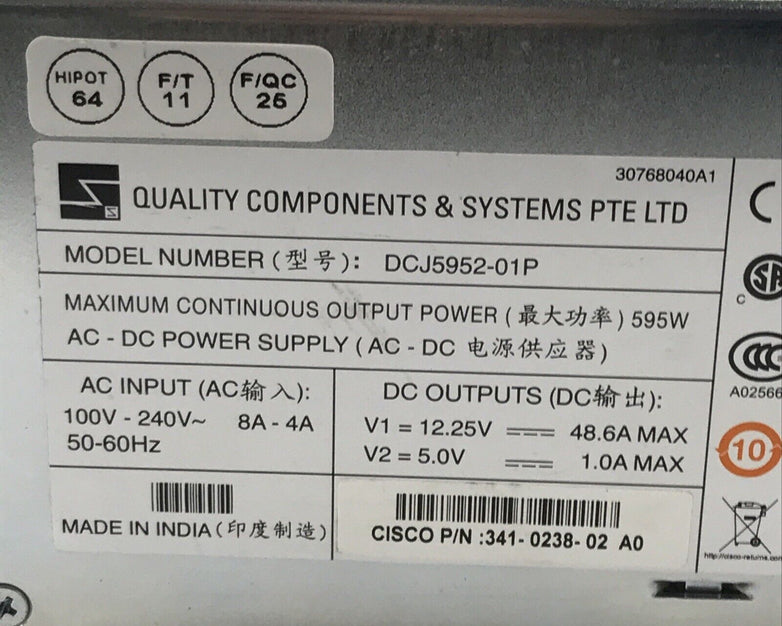 HIPOT
64
F/T
11
F/QC
25
30768040A1
QUALITY COMPONENTS & SYSTEMS PTE LTD
MODEL NUMBER (型号): DCJ5952-01P
MAXIMUM CONTINUOUS OUTPUT POWER (最大功率) 595W
AC - DC POWER SUPPLY (AC - DC 电源供应器)
AC INPUT (AC输入):
100V - 240V~ 8A - 4A
50-60Hz
DC OUTPUTS (DC输出):
V1 = 12.25V 48.6A MAX
V2 = 5.0V 1.0A MAX
MADE IN INDIA (印度制造)
CISCO P/N :341- 0238- 02 A0
C
A02566
10
http://cisco-returns.com